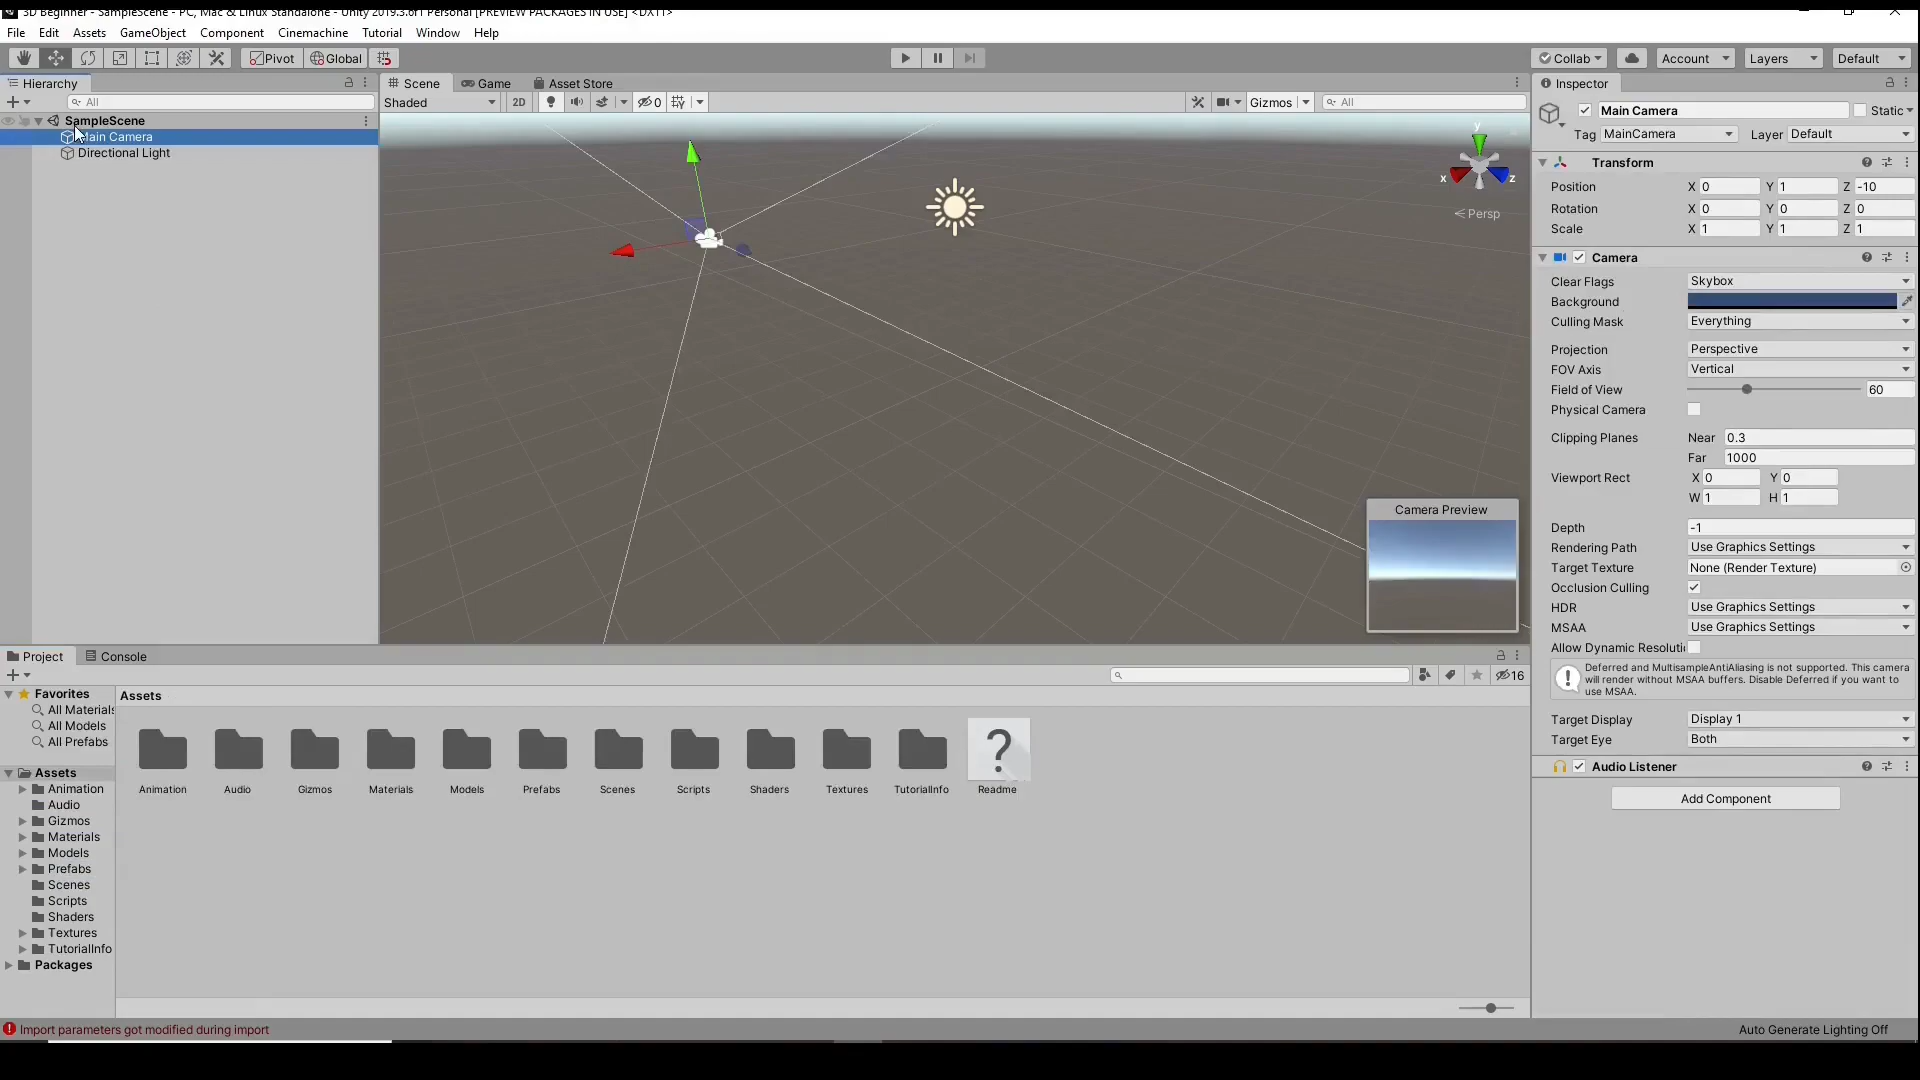 3D Beginner - SampleScene - PC, Mac & Linux Standalone - Unity 2019.3.0f1 Personal [PREVIEW PACKAGES IN USE] <DX11>
File Edit Assets GameObject Component Cinemachine Tutorial Window Help
Pivot Global Collab Account Layers Default
Hierarchy
All
SampleScene
Main Camera
Directional Light
Scene Game Asset Store
Shaded 2D 0 Gizmos All
y
x z
Persp
Camera Preview
Inspector
Main Camera Static
Tag MainCamera Layer Default
Transform
Position X 0 Y 1 Z -10
Rotation X 0 Y 0 Z 0
Scale X 1 Y 1 Z 1
Camera
Clear Flags Skybox
Background
Culling Mask Everything
Projection Perspective
FOV Axis Vertical
Field of View 60
Physical Camera
Clipping Planes Near 0.3
Far 1000
Viewport Rect X 0 Y 0
W 1 H 1
Depth -1
Rendering Path Use Graphics Settings
Target Texture None (Render Texture)
Occlusion Culling
HDR Use Graphics Settings
MSAA Use Graphics Settings
Allow Dynamic Resoluti
Deferred and MultisampleAntiAliasing is not supported. This camera
will render without MSAA buffers. Disable Deferred if you want to
use MSAA.
Target Display Display 1
Target Eye Both
Audio Listener
Add Component
Project Console
16
Favorites
All Materials
All Models
All Prefabs
Assets
Animation
Audio
Gizmos
Materials
Models
Prefabs
Scenes
Scripts
Shaders
Textures
TutorialInfo
Packages
Assets
Animation Audio Gizmos Materials Models Prefabs Scenes Scripts Shaders Textures TutorialInfo Readme
Import parameters got modified during import
Auto Generate Lighting Off